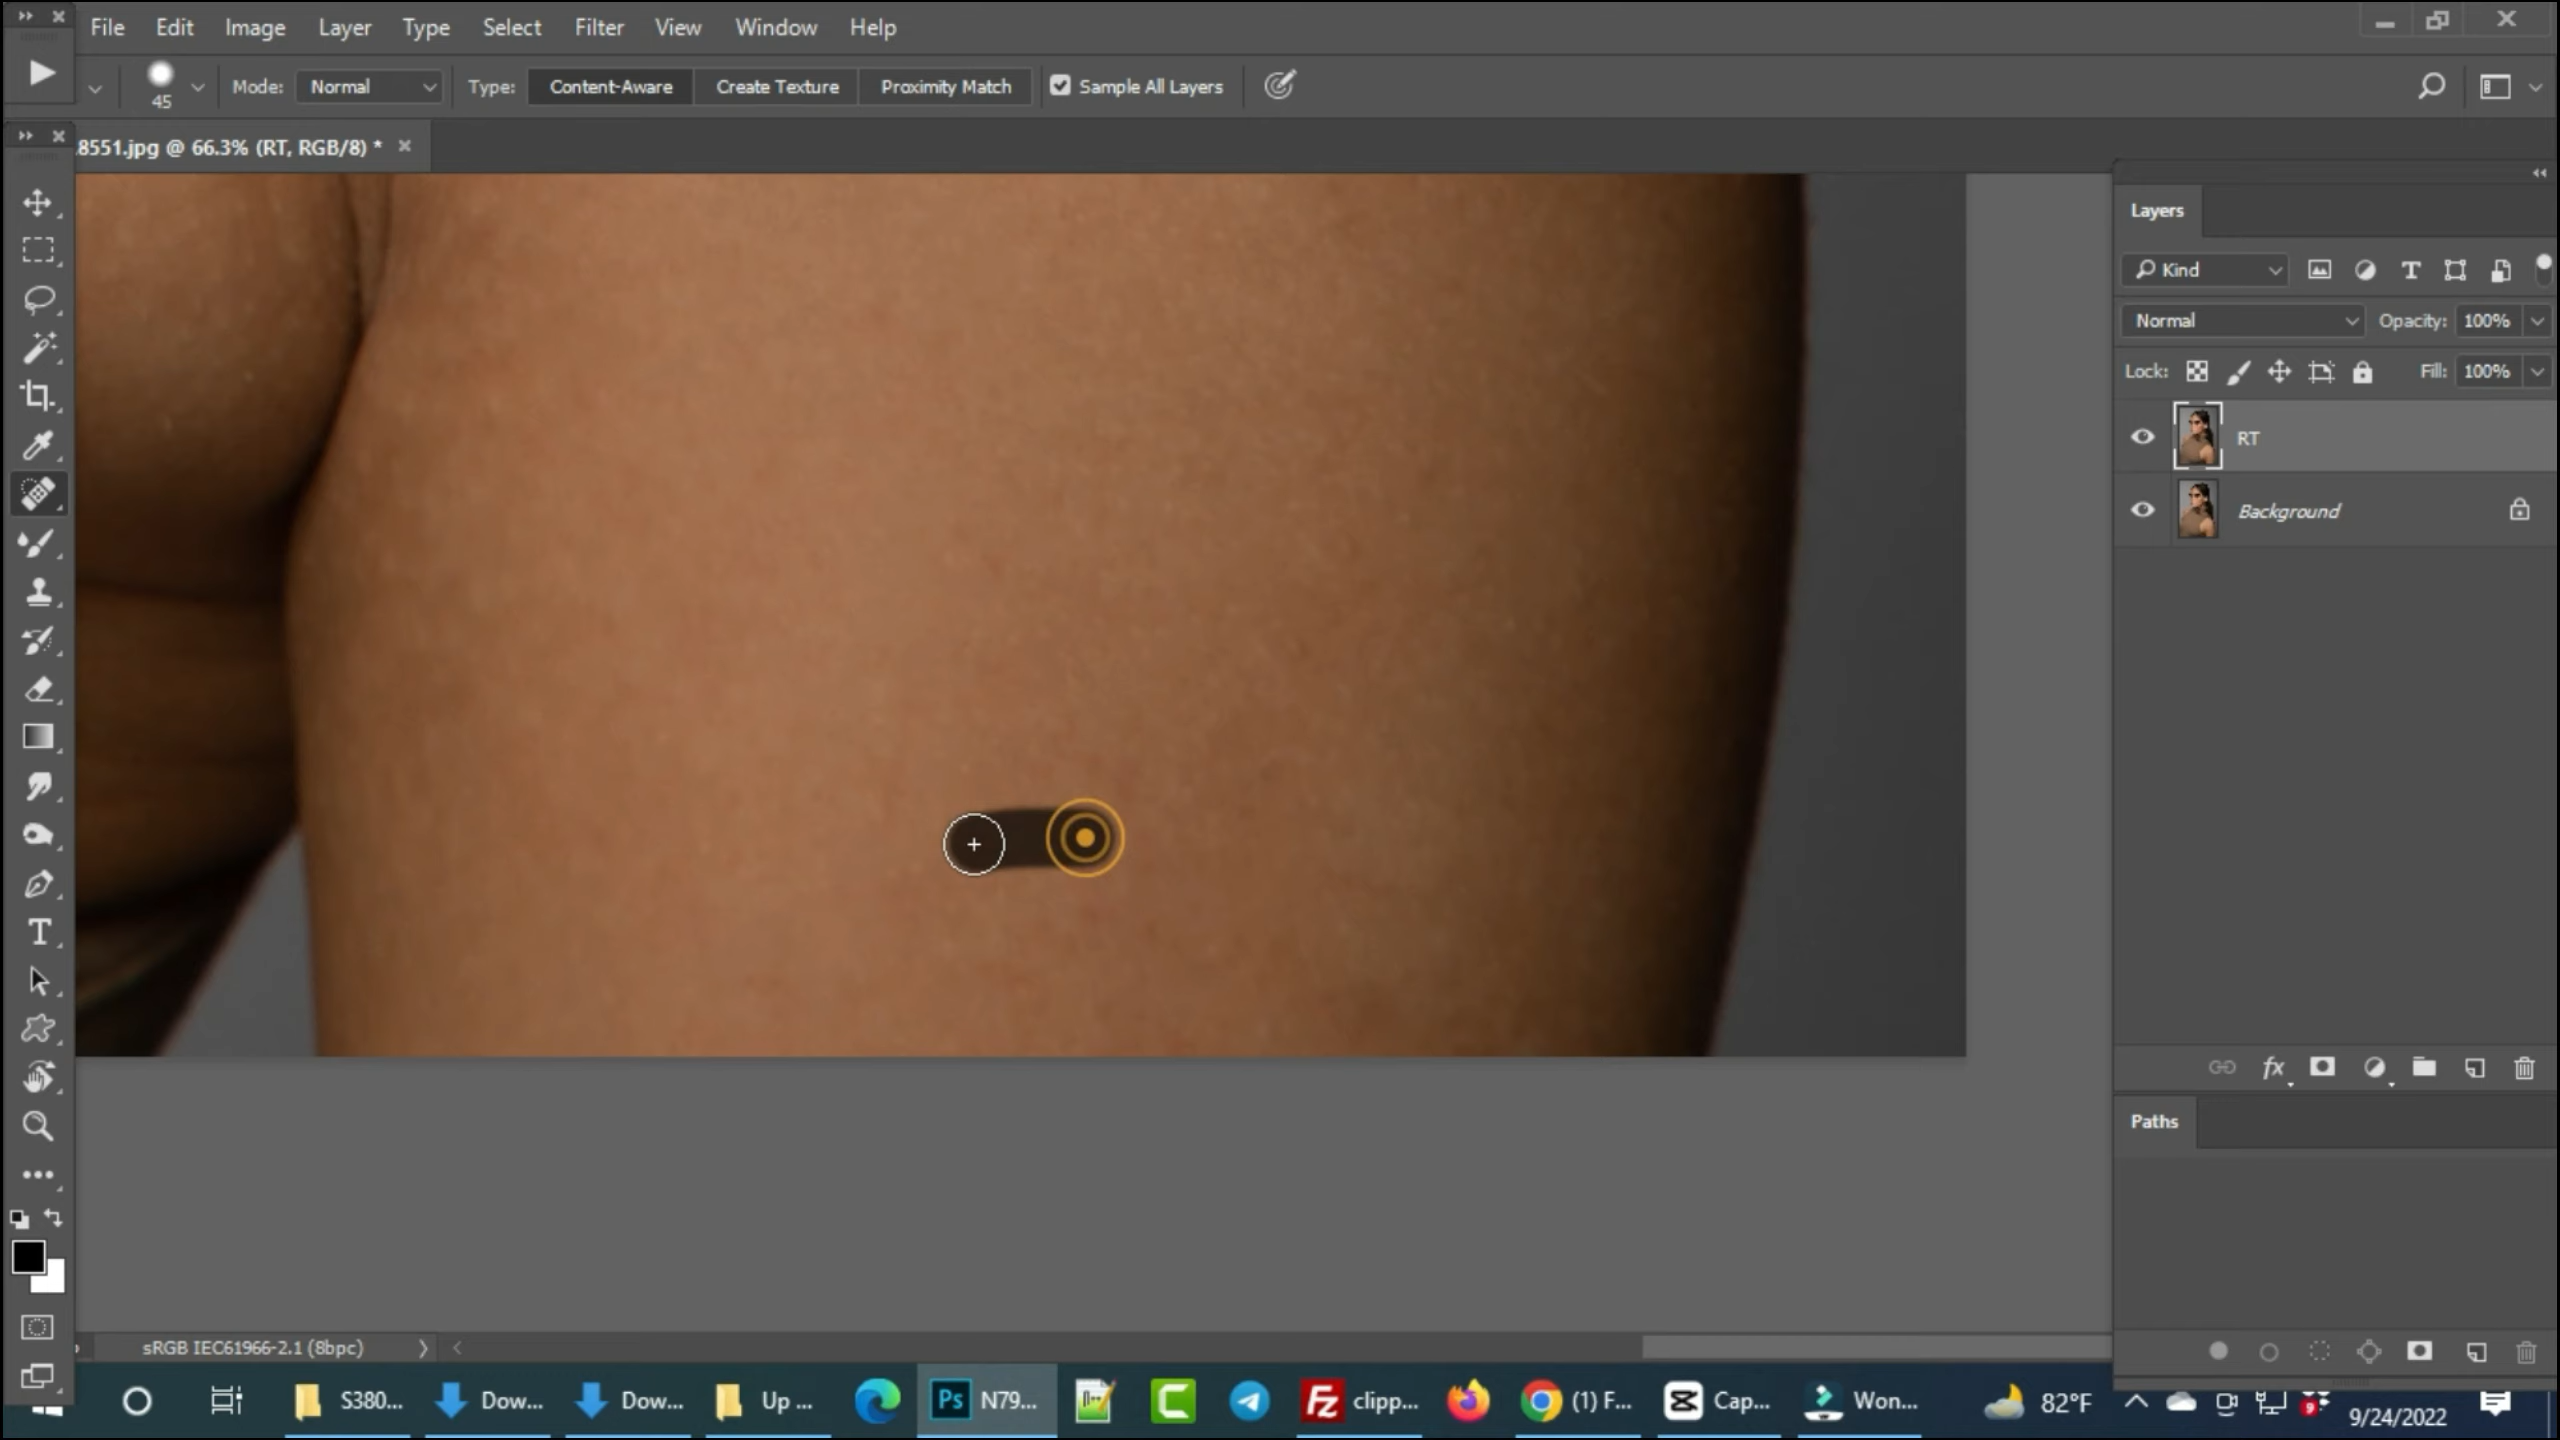 File Edit Image Layer Type Select Filter View Window Help
45 Mode: Normal Type: Content-Aware Create Texture Proximity Match Sample All Layers
.8551.jpg @ 66.3% (RT, RGB/8) *
Layers
Kind
Normal Opacity: 100%
Lock: Fill: 100%
RT
Background
Paths
sRGB IEC61966-2.1 (8bpc)
S380... Dow... Dow... Up ... Ps N79... Fz clipp... (1) F... Cap... Won... 82°F 9
9/24/2022